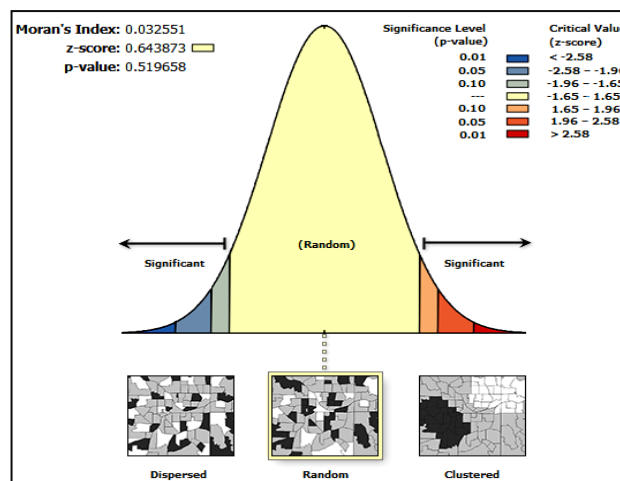 Moran's Index: 0.032551
z-score: 0.643873
p-value: 0.519658
Significance Level (p-value)
Critical Value (z-score)
0.01 < -2.58
0.05 -2.58 – -1.96
0.10 -1.96 – -1.65
--- -1.65 – 1.65
0.10 1.65 – 1.96
0.05 1.96 – 2.58
0.01 > 2.58
(Random)
Significant
Significant
Dispersed
Random
Clustered